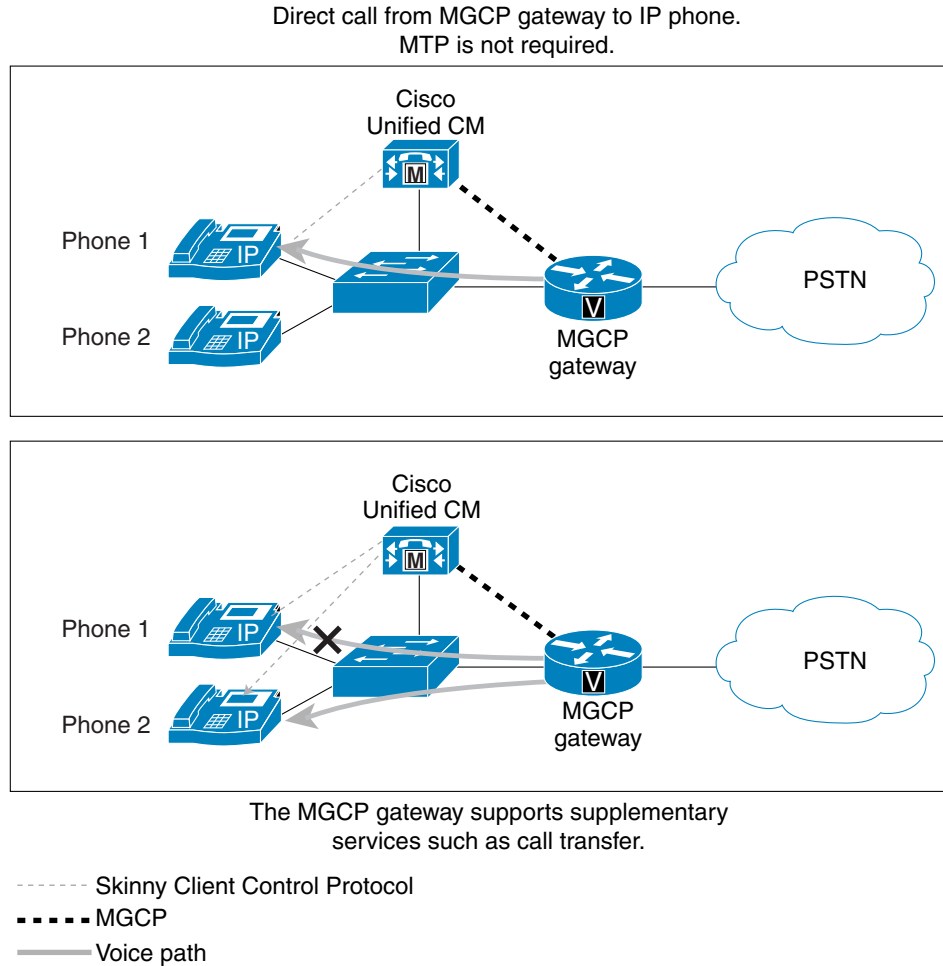 Direct call from MGCP gateway to IP phone.
MTP is not required.
Cisco
Unified CM
M
Phone 1
IP
PSTN
Phone 2
IP
V
MGCP
gateway
Cisco
Unified CM
M
Phone 1
IP
PSTN
V
Phone 2
IP
MGCP
gateway
The MGCP gateway supports supplementary
services such as call transfer.
Skinny Client Control Protocol
MGCP
Voice path